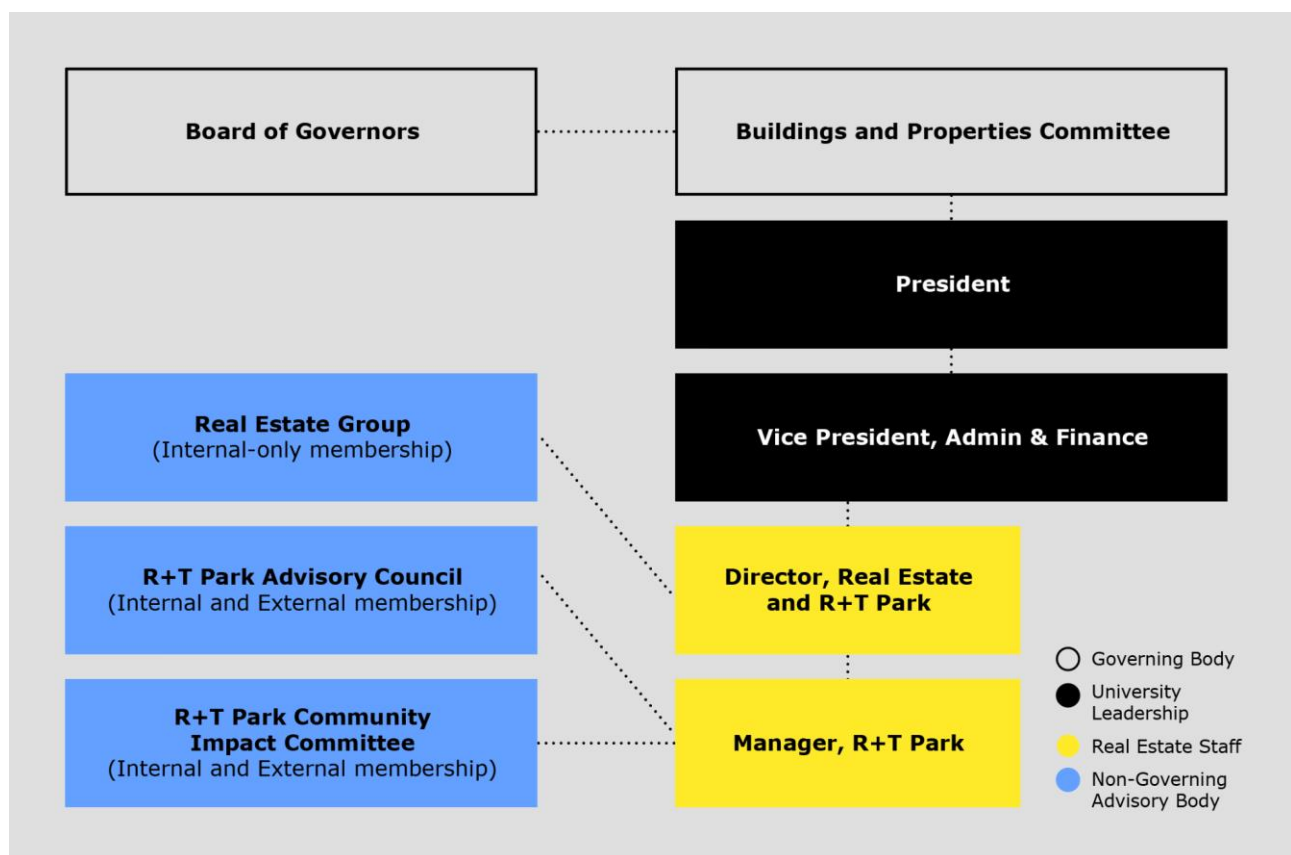 Board of Governors
Buildings and Properties Committee
President
Real Estate Group
(Internal-only membership)
Vice President, Admin & Finance
R+T Park Advisory Council
(Internal and External membership)
Director, Real Estate
and R+T Park
R+T Park Community
Impact Committee
(Internal and External membership)
Manager, R+T Park
Governing Body
University
Leadership
Real Estate Staff
Non-Governing
Advisory Body